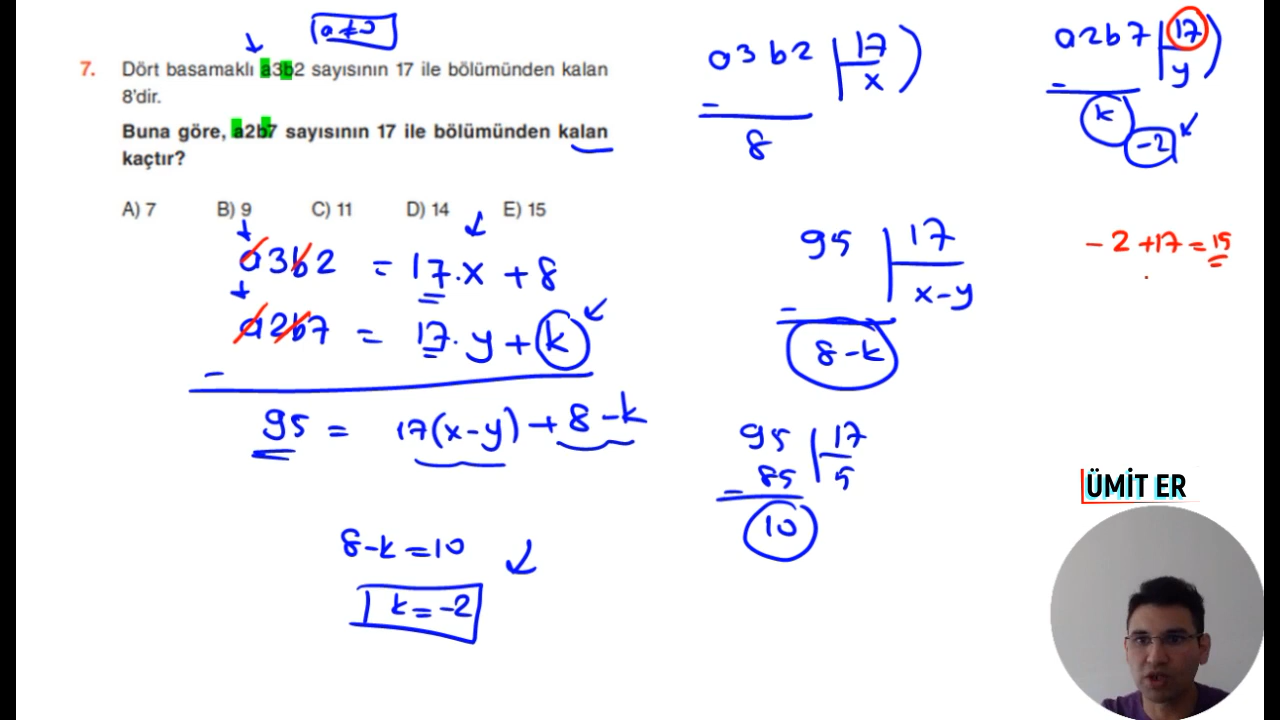 a≠0
7. Dört basamaklı a3b2 sayısının 17 ile bölümünden kalan
8'dir.
Buna göre, a2b7 sayısının 17 ile bölümünden kalan
kaçtır?
A) 7 B) 9 C) 11 D) 14 E) 15
a3b2 = 17.x + 8
a2b7 = 17.y + k
-
95 = 17(x-y) + 8-k
8-k = 10
k = -2
a3b2 17
x
-
8
95 17
x-y
-
8-k
95 17
- 85 5
10
a2b7 17
y
-
k
-2
-2 +17 = 15
ÜMİT ER